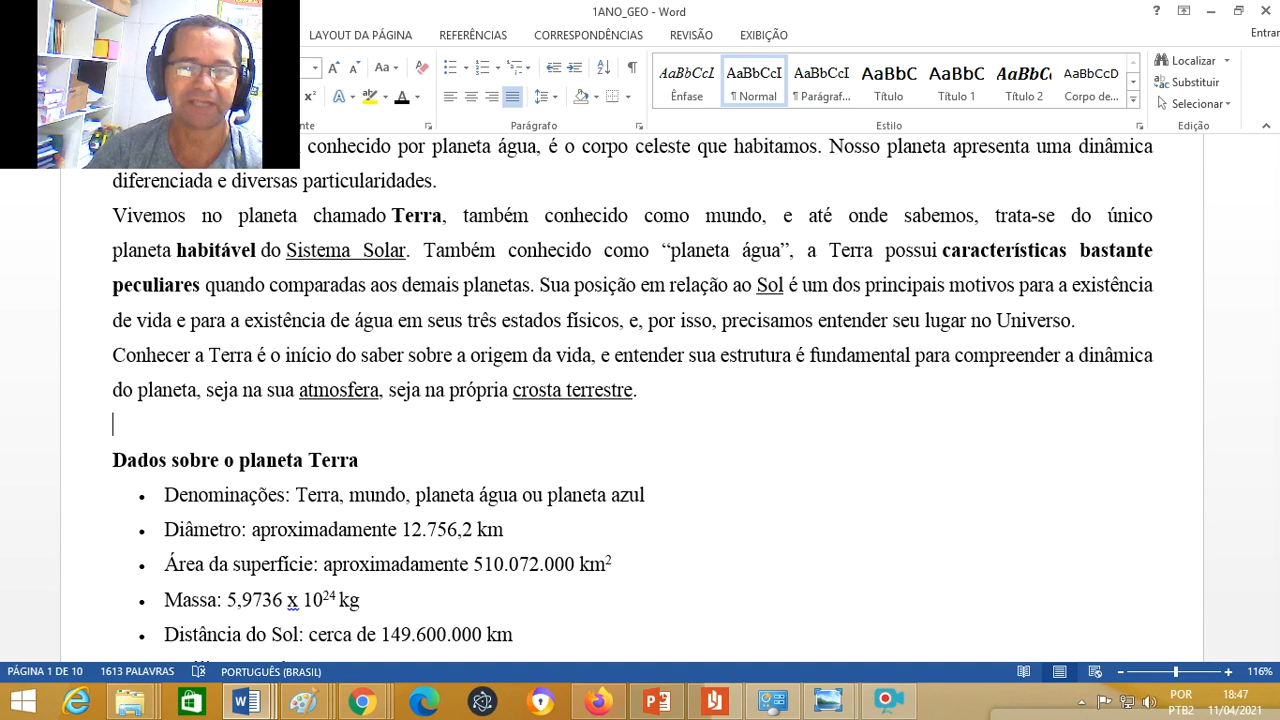 1ANO_GEO - Word
?
Entrar
LAYOUT DA PÁGINA REFERÊNCIAS CORRESPONDÊNCIAS REVISÃO EXIBIÇÃO
AaBbCcI AaBbCcI AaBbCcI AaBbC AaBbC AaBbCc AaBbCcD
Ênfase ¶ Normal ¶ Parágraf... Título Título 1 Título 2 Corpo de...
Localizar
Substituir
Selecionar
Parágrafo Estilo Edição
conhecido por planeta água, é o corpo celeste que habitamos. Nosso planeta apresenta uma dinâmica
diferenciada e diversas particularidades.
Vivemos no planeta chamado Terra, também conhecido como mundo, e até onde sabemos, trata-se do único
planeta habitável do Sistema Solar. Também conhecido como “planeta água”, a Terra possui características bastante
peculiares quando comparadas aos demais planetas. Sua posição em relação ao Sol é um dos principais motivos para a existência
de vida e para a existência de água em seus três estados físicos, e, por isso, precisamos entender seu lugar no Universo.
Conhecer a Terra é o início do saber sobre a origem da vida, e entender sua estrutura é fundamental para compreender a dinâmica
do planeta, seja na sua atmosfera, seja na própria crosta terrestre.
Dados sobre o planeta Terra
• Denominações: Terra, mundo, planeta água ou planeta azul
• Diâmetro: aproximadamente 12.756,2 km
• Área da superfície: aproximadamente 510.072.000 km²
• Massa: 5,9736 x 10²⁴ kg
• Distância do Sol: cerca de 149.600.000 km
PÁGINA 1 DE 10 1613 PALAVRAS PORTUGUÊS (BRASIL) 116%
POR 18:47
PTB2 11/04/2021